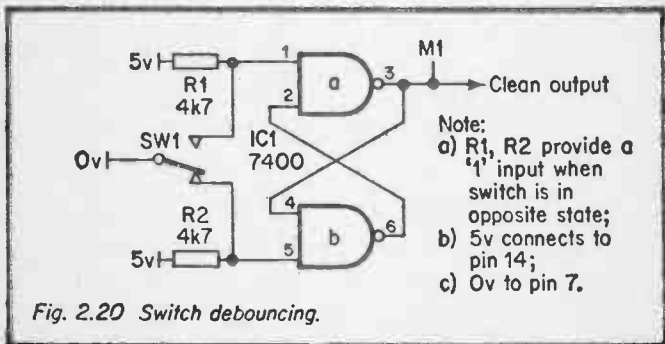 5v
R1
4k7
1
2
a
3
M1
Clean output
SW1
0v
IC1
7400
R2
4k7
5v
4
5
b
6
Note:
a) R1, R2 provide a
'1' input when
switch is in
opposite state;
b) 5v connects to
pin 14;
c) 0v to pin 7.
Fig. 2.20 Switch debouncing.